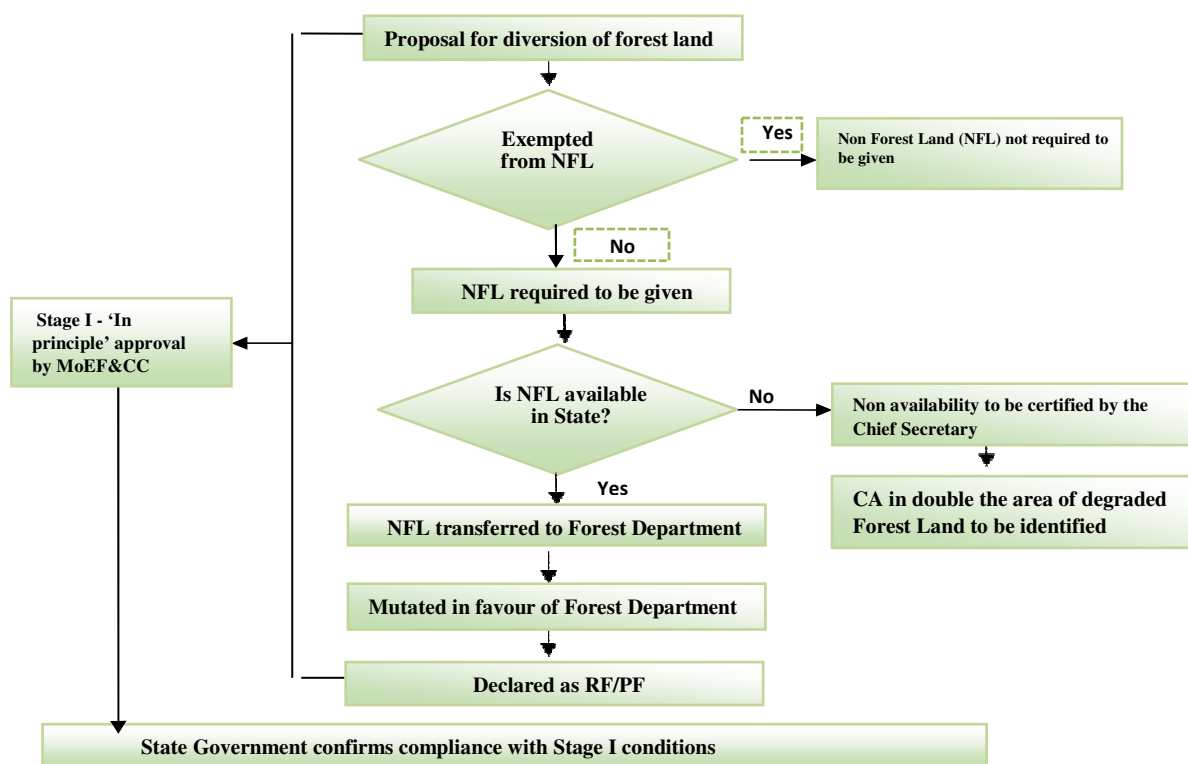 Proposal for diversion of forest land
Exempted
from NFL
Yes
Non Forest Land (NFL) not required to
be given
No
NFL required to be given
Stage I - ‘In
principle’ approval
by MoEF&CC
Is NFL available
in State?
No
Non availability to be certified by the
Chief Secretary
Yes
CA in double the area of degraded
Forest Land to be identified
NFL transferred to Forest Department
Mutated in favour of Forest Department
Declared as RF/PF
State Government confirms compliance with Stage I conditions